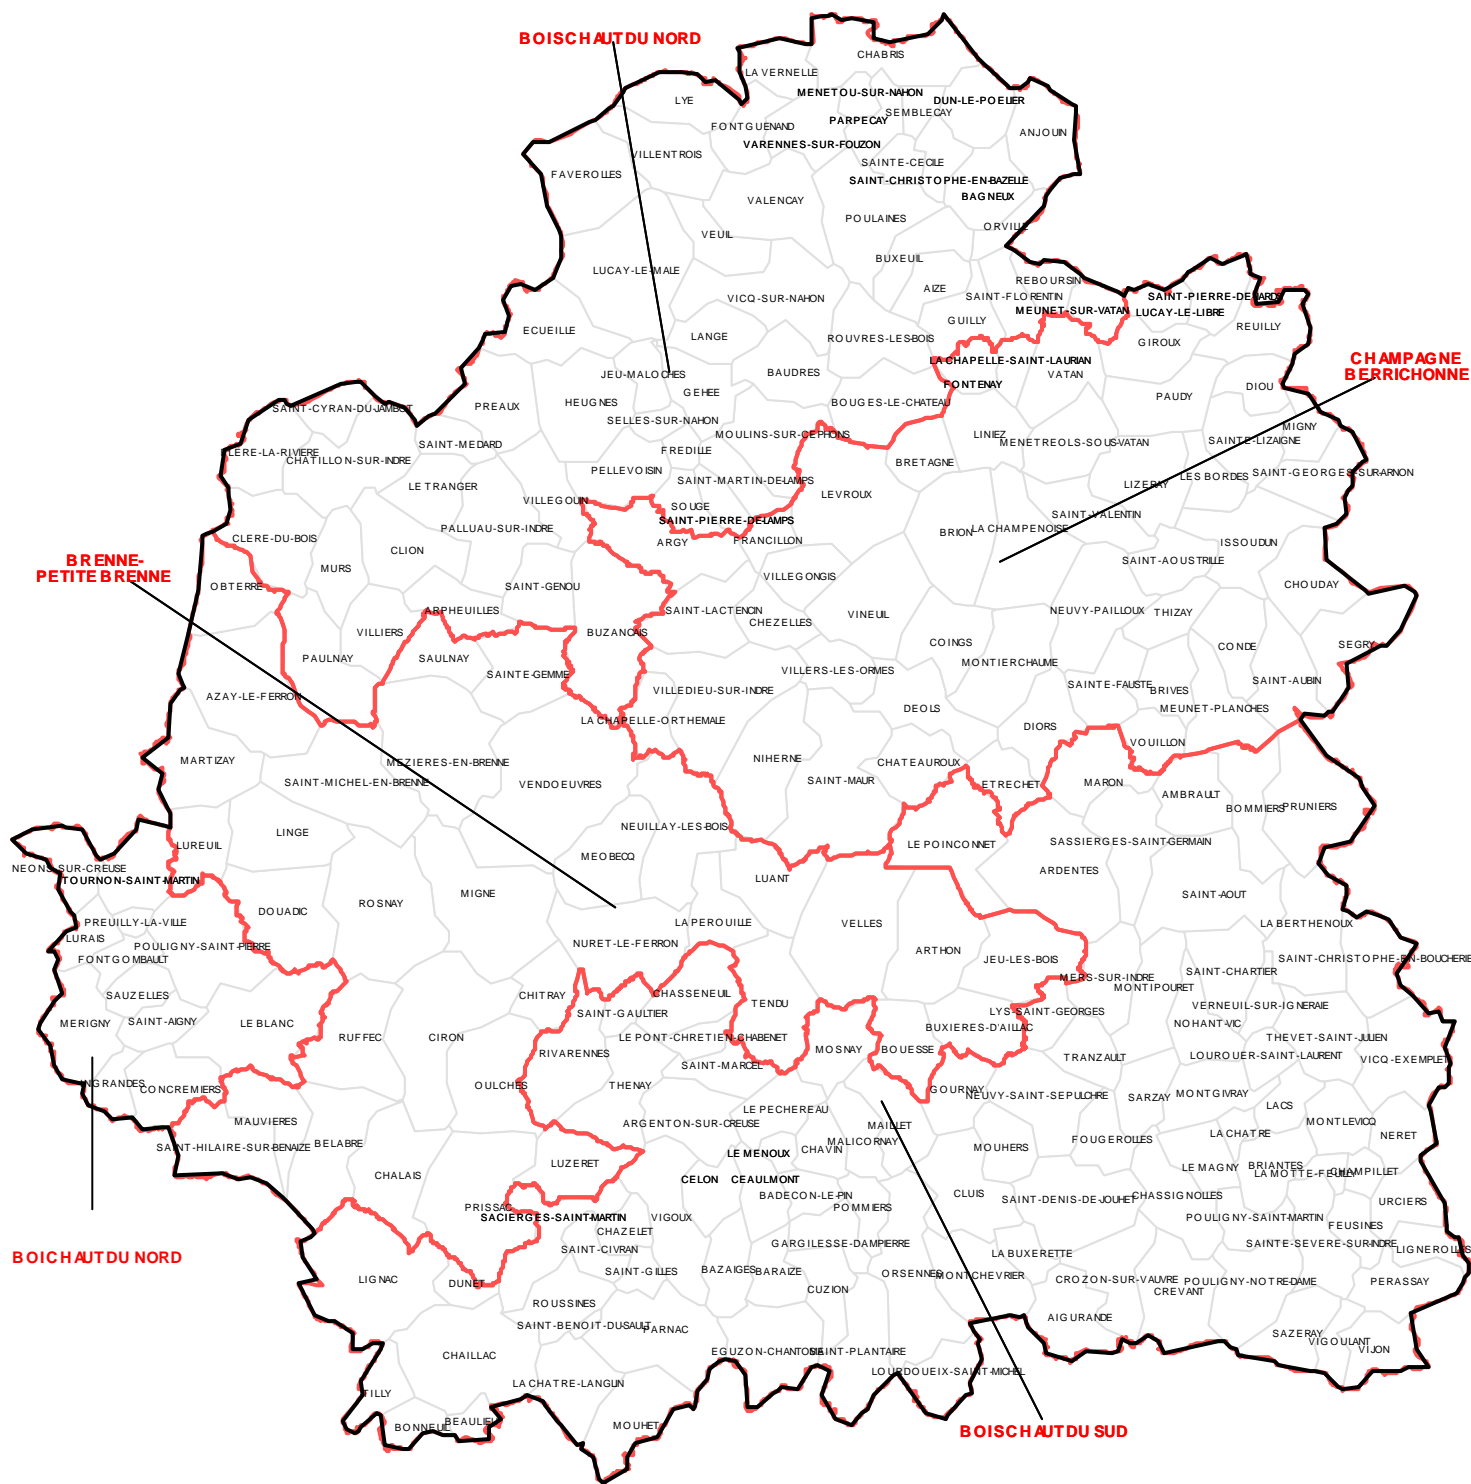 BOISCHAUT DU NORD
CHABRIS
LA VERNELLE
MENETOU-SUR-NAHON
LYE
DUN-LE-POELIER
SEMBLECAY
PARPECAY
FONTGUENAND
ANJOUIN
VARENNES-SUR-FOUZON
VILLENTROIS
SAINTE-CECILE
FAVEROLLES
SAINT-CHRISTOPHE-EN-BAZELLE
BAGNEUX
VALENCAY
POULAINES
ORVILLE
VEUIL
BUXEUIL
LUCAY-LE-MALE
REBOURSIN
AIZE
SAINT-FLORENTIN
VICQ-SUR-NAHON
SAINT-PIERRE-DE-JARDS
MEUNET-SUR-VATAN
LUCAY-LE-LIBRE
GUILLY
REUILLY
ECUEILLE
LANGE
ROUVRES-LES-BOIS
GIROUX
LA CHAPELLE-SAINT-LAURIAN
CHAMPAGNE
BERRICHONNE
JEU-MALOCHES
BAUDRES
VATAN
FONTENAY
DIOU
GEHEE
PAUDY
HEUGNES
BOUGES-LE-CHATEAU
SAINT-CYRAN-DU-JAMBOT
PREAUX
SELLES-SUR-NAHON
MIGNY
MOULINS-SUR-CEPHONS
LINIEZ
MENETREOLS-SOUS-VATAN
SAINTE-LIZAIGNE
SAINT-MEDARD
FLERE-LA-RIVIERE
FREDILLE
CHATILLON-SUR-INDRE
BRETAGNE
PELLEVOISIN
SAINT-GEORGES-SUR-ARNON
LES BORDES
SAINT-MARTIN-DE-LAMPS
LIZERAY
LE TRANGER
LEVROUX
VILLEGOUIN
SOUGE
SAINT-VALENTIN
SAINT-PIERRE-DE-LAMPS
PALLUAU-SUR-INDRE
LA CHAMPENOISE
BRION
CLERE-DU-BOIS
FRANCILLON
ARGY
ISSOUDUN
CLION
BRENNE-
PETITE BRENNE
SAINT-AOUSTRILLE
MURS
VILLEGONGIS
OBTERRE
SAINT-GENOU
CHOUDAY
ARPHEUILLES
SAINT-LACTENCIN
NEUVY-PAILLOUX
THIZAY
VINEUIL
CHEZELLES
VILLIERS
BUZANCAIS
COINGS
SEGRY
CONDE
PAULNAY
SAULNAY
MONTIERCHAUME
VILLERS-LES-ORMES
SAINTE-GEMME
SAINT-AUBIN
SAINTE-FAUSTE
VILLEDIEU-SUR-INDRE
BRIVES
AZAY-LE-FERRON
DEOLS
MEUNET-PLANCHES
LA CHAPELLE-ORTHEMALE
DIORS
VOUILLON
MARTIZAY
NIHERNE
MEZIERES-EN-BRENNE
CHATEAUROUX
SAINT-MAUR
SAINT-MICHEL-EN-BRENNE
VENDOEUVRES
ETRECHET
MARON
AMBRAULT
BOMMIERS
PRUNIERS
NEUILLAY-LES-BOIS
LINGE
LUREUIL
LE POINCONNET
SASSIERGES-SAINT-GERMAIN
MEOBECQ
NEONS-SUR-CREUSE
ARDENTES
TOURNON-SAINT-MARTIN
LUANT
MIGNE
SAINT-AOUT
ROSNAY
DOUADIC
PREUILLY-LA-VILLE
LA PEROUILLE
VELLES
LA BERTHENOUX
LURAIS
POULIGNY-SAINT-PIERRE
NURET-LE-FERRON
ARTHON
FONTGOMBAULT
JEU-LES-BOIS
SAINT-CHRISTOPHE-EN-BOUCHERIE
SAINT-CHARTIER
MERS-SUR-INDRE
MONTIPOURET
SAUZELLES
CHITRAY
CHASSENEUIL
TENDU
VERNEUIL-SUR-IGNERAIE
SAINT-GAULTIER
LYS-SAINT-GEORGES
MERIGNY
SAINT-AIGNY
LE BLANC
NOHANT-VIC
BUXIERES-D'AILLAC
RUFFEC
CIRON
LE PONT-CHRETIEN-CHABENET
THEVET-SAINT-JULIEN
MOSNAY
BOUESSE
RIVARENNES
TRANZAULT
LOUROUER-SAINT-LAURENT
VICQ-EXEMPLET
SAINT-MARCEL
INGRANDES
CONCREMIERS
OULCHES
THENAY
GOURNAY
NEUVY-SAINT-SEPULCHRE
SARZAY
MONTGIVRAY
LACS
LE PECHEREAU
MAUVIERES
ARGENTON-SUR-CREUSE
MAILLET
MONTLEVICQ
LA CHATRE
NERET
MALICORNAY
FOUGEROLLES
SAINT-HILAIRE-SUR-BENAIZE
BELABRE
MOUHERS
CHAVIN
LE MENOUX
LUZERET
LE MAGNY
BRIANTES
CHAMPILLET
LA MOTTE-FEUILLY
CHALAIS
CELON
CEAULMONT
BADECON-LE-PIN
CLUIS
SAINT-DENIS-DE-JOUHET
CHASSIGNOLLES
URCIERS
PRISSAC
POMMIERS
SACIERGES-SAINT-MARTIN
VIGOUX
POULIGNY-SAINT-MARTIN
FEUSINES
CHAZELET
GARGILESSE-DAMPIERRE
SAINTE-SEVERE-SUR-INDRE
SAINT-CIVRAN
LIGNEROLLES
BOICHAUT DU NORD
LA BUXERETTE
SAINT-GILLES
BAZAIGES
BARAIZE
ORSENNES
MONTCHEVRIER
LIGNAC
DUNET
CROZON-SUR-VAUVRE
POULIGNY-NOTRE-DAME
PERASSAY
CUZION
CREVANT
ROUSSINES
AIGURANDE
SAINT-BENOIT-DU-SAULT
PARNAC
SAZERAY
VIGOULANT
VIJON
EGUZON-CHANTOME
SAINT-PLANTAIRE
CHAILLAC
LOURDOUEIX-SAINT-MICHEL
LA CHATRE-LANGLIN
TILLY
BEAULIEU
BONNEUIL
MOUHET
BOISCHAUT DU SUD